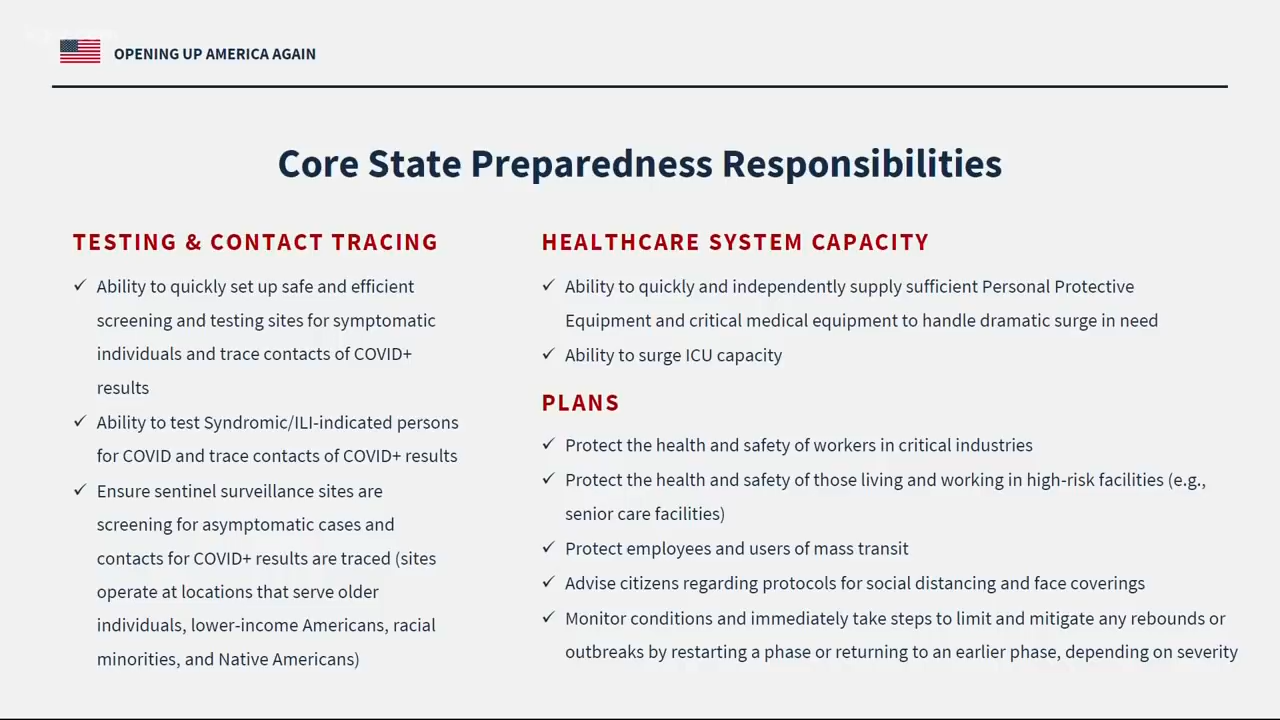 OPENING UP AMERICA AGAIN
Core State Preparedness Responsibilities
TESTING & CONTACT TRACING
✓ Ability to quickly set up safe and efficient
screening and testing sites for symptomatic
individuals and trace contacts of COVID+
results
✓ Ability to test Syndromic/ILI-indicated persons
for COVID and trace contacts of COVID+ results
✓ Ensure sentinel surveillance sites are
screening for asymptomatic cases and
contacts for COVID+ results are traced (sites
operate at locations that serve older
individuals, lower-income Americans, racial
minorities, and Native Americans)
HEALTHCARE SYSTEM CAPACITY
✓ Ability to quickly and independently supply sufficient Personal Protective
Equipment and critical medical equipment to handle dramatic surge in need
✓ Ability to surge ICU capacity
PLANS
✓ Protect the health and safety of workers in critical industries
✓ Protect the health and safety of those living and working in high-risk facilities (e.g.,
senior care facilities)
✓ Protect employees and users of mass transit
✓ Advise citizens regarding protocols for social distancing and face coverings
✓ Monitor conditions and immediately take steps to limit and mitigate any rebounds or
outbreaks by restarting a phase or returning to an earlier phase, depending on severity